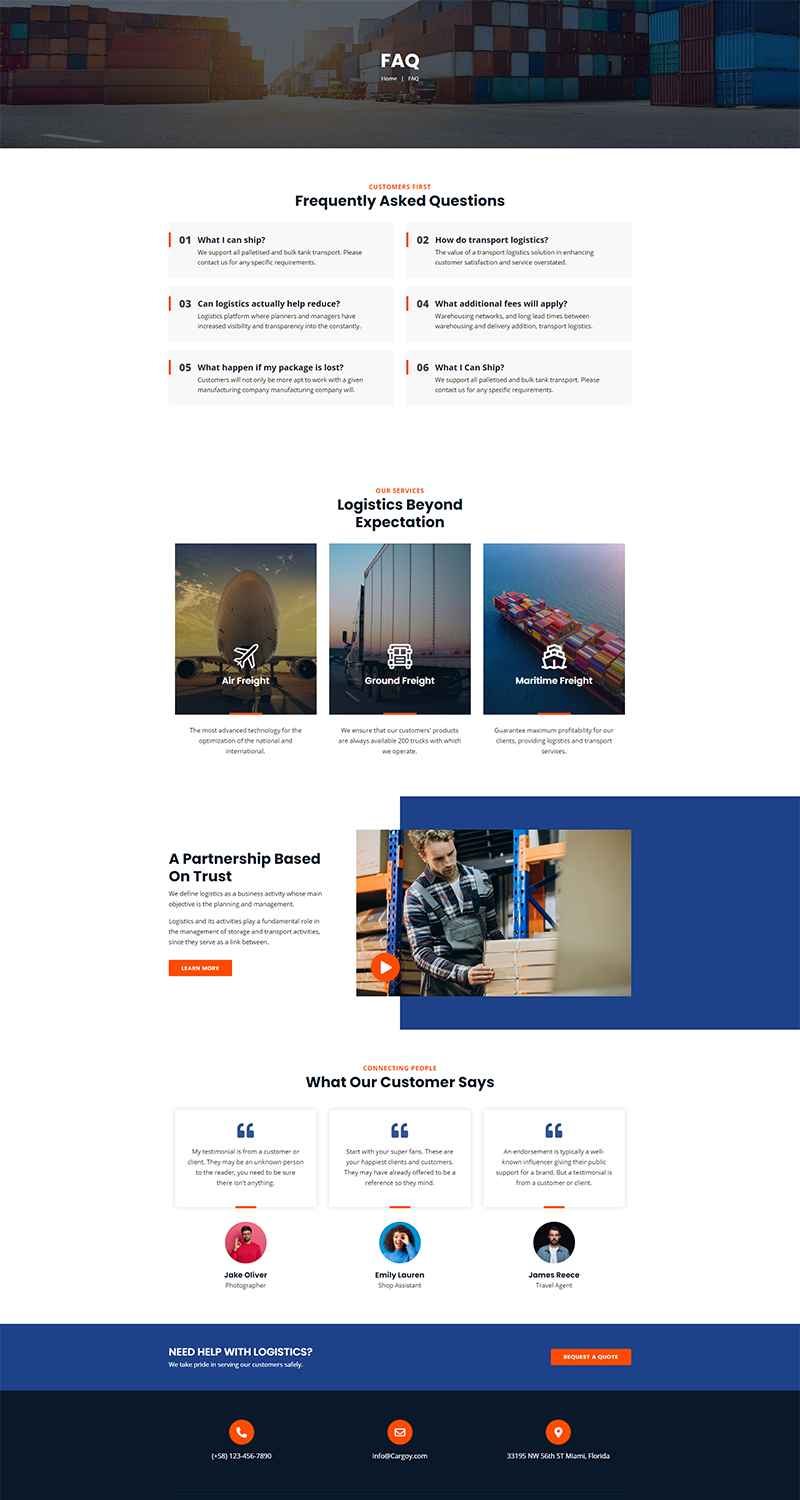 FAQ
Home | FAQ
CUSTOMERS FIRST
Frequently Asked Questions
01 What I can ship?
We support all palletised and bulk tank transport. Please
contact us for any specific requirements.
02 How do transport logistics?
The value of a transport logistics solution in enhancing
customer satisfaction and service overstated.
03 Can logistics actually help reduce?
Logistics platform where planners and managers have
increased visibility and transparency into the constantly.
04 What additional fees will apply?
Warehousing networks, and long lead times between
warehousing and delivery addition, transport logistics.
05 What happen if my package is lost?
Customers will not only be more apt to work with a given
manufacturing company manufacturing company will.
06 What I Can Ship?
We support all palletised and bulk tank transport. Please
contact us for any specific requirements.
OUR SERVICES
Logistics Beyond
Expectation
Air Freight
The most advanced technology for the
optimization of the national and
international.
Ground Freight
We ensure that our customers' products
are always available 200 trucks with which
we operate.
Maritime Freight
Guarantee maximum profitability for our
clients, providing logistics and transport
services.
A Partnership Based
On Trust
We define logistics as a business activity whose main
objective is the planning and management.
Logistics and its activities play a fundamental role in
the management of storage and transport activities,
since they serve as a link between.
LEARN MORE
CONNECTING PEOPLE
What Our Customer Says
My testimonial is from a customer or
client. They may be an unknown person
to the reader, you need to be sure
there isn't anything.
Jake Oliver
Photographer
Start with your super fans. These are
your happiest clients and customers.
They may have already offered to be a
reference so they mind.
Emily Lauren
Shop Assistant
An endorsement is typically a well-
known influencer giving their public
support for a brand. But a testimonial is
from a customer or client.
James Reece
Travel Agent
NEED HELP WITH LOGISTICS?
We take pride in serving our customers safely.
REQUEST A QUOTE
(+58) 123-456-7890
info@Cargoy.com
33195 NW 56th ST Miami, Florida